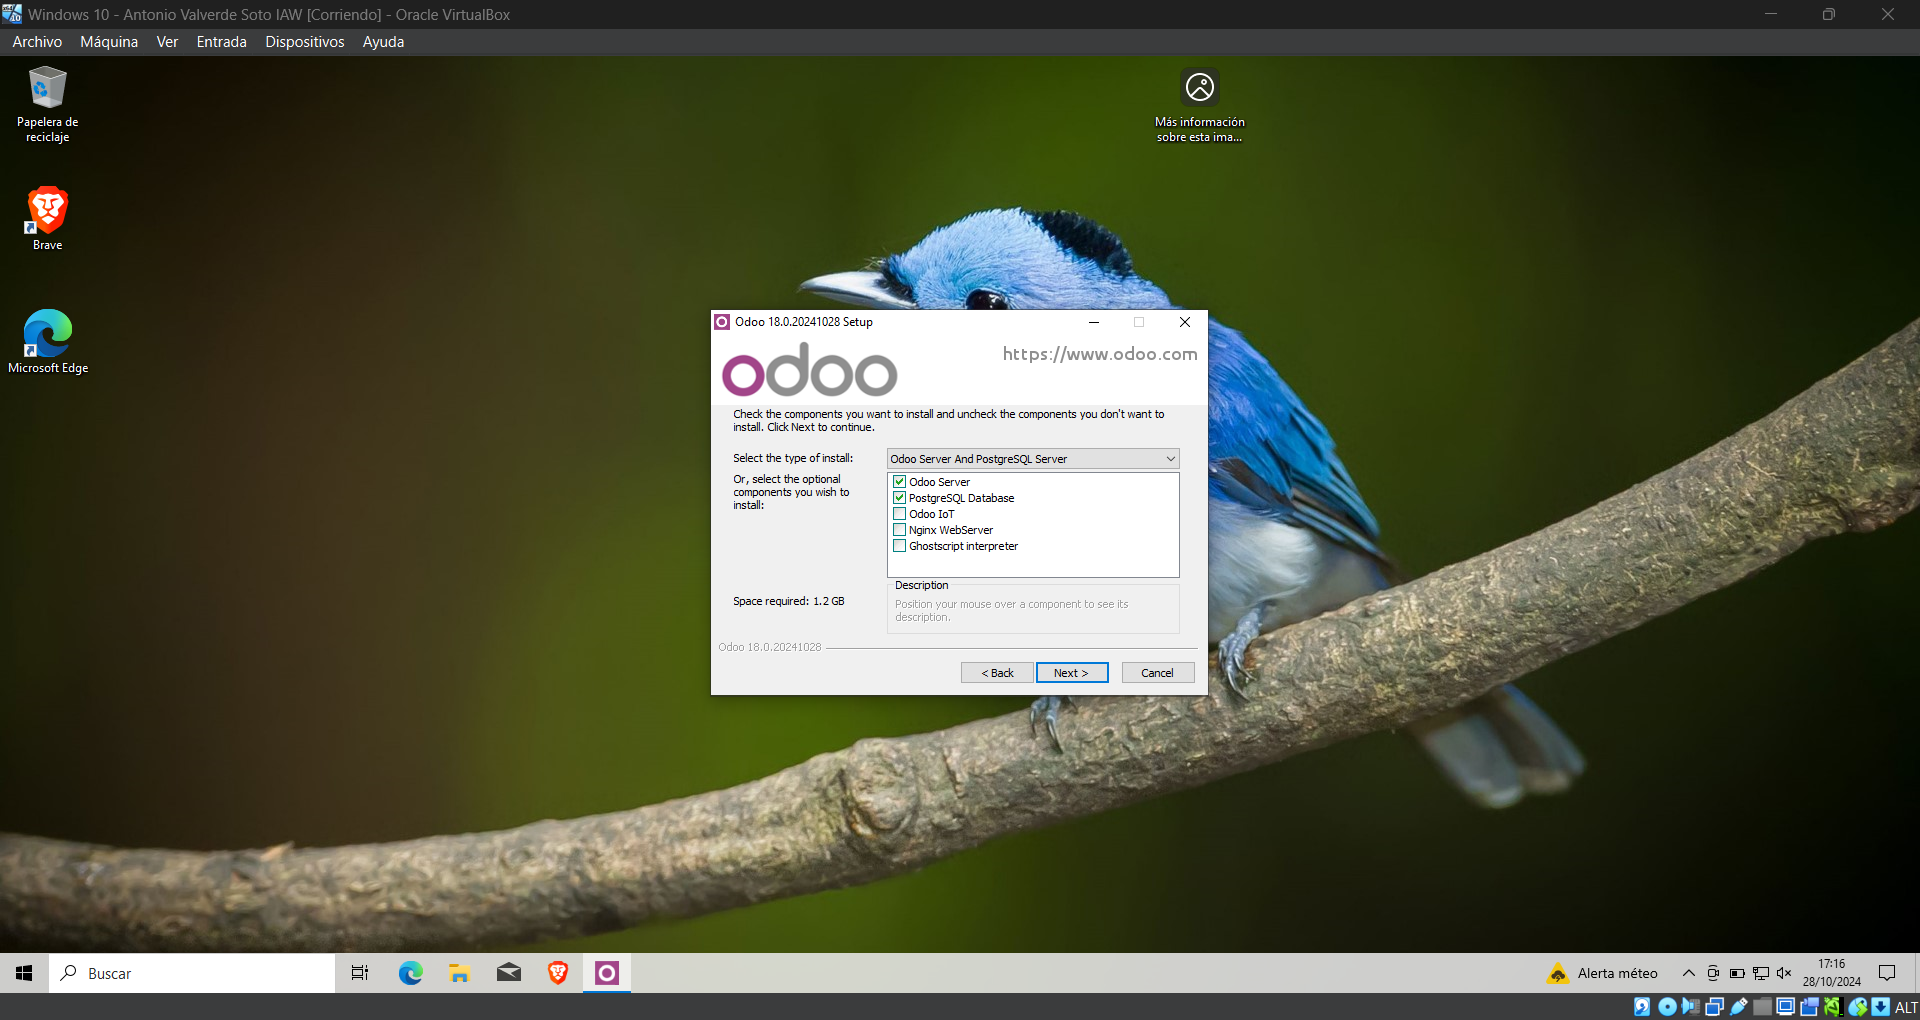 Windows 10 - Antonio Valverde Soto IAW [Corriendo] - Oracle VirtualBox
Archivo Máquina Ver Entrada Dispositivos Ayuda
Papelera de
reciclaje
Más información
sobre esta ima...
Brave
Microsoft Edge
Odoo 18.0.20241028 Setup
odoo
https://www.odoo.com
Check the components you want to install and uncheck the components you don't want to
install. Click Next to continue.
Select the type of install:
Odoo Server And PostgreSQL Server
Or, select the optional
components you wish to
install:
Odoo Server
PostgreSQL Database
Odoo IoT
Nginx WebServer
Ghostscript interpreter
Space required: 1.2 GB
Description
Position your mouse over a component to see its
description.
Odoo 18.0.20241028
< Back
Next >
Cancel
Buscar
Alerta méteo
17:16
28/10/2024
ALT